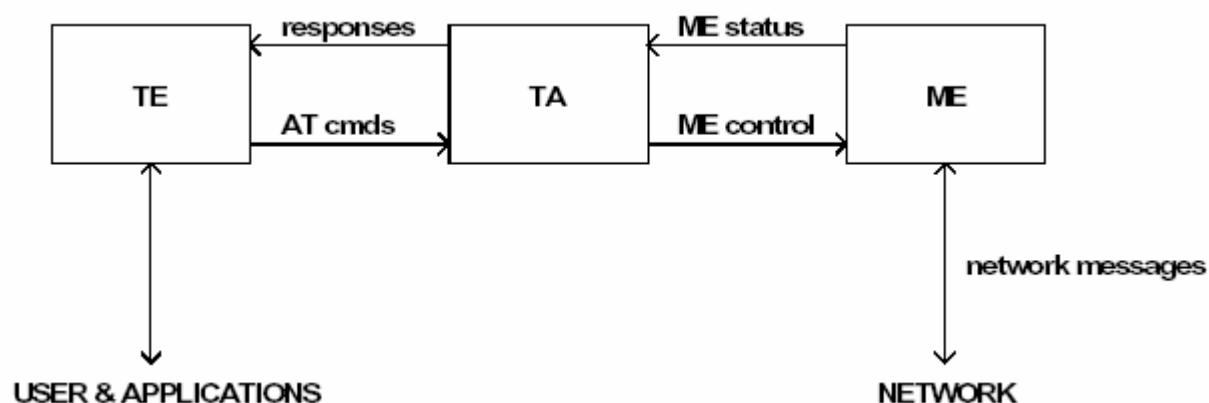 responses
ME status
TE
TA
ME
AT cmds
ME control
network messages
USER & APPLICATIONS
NETWORK